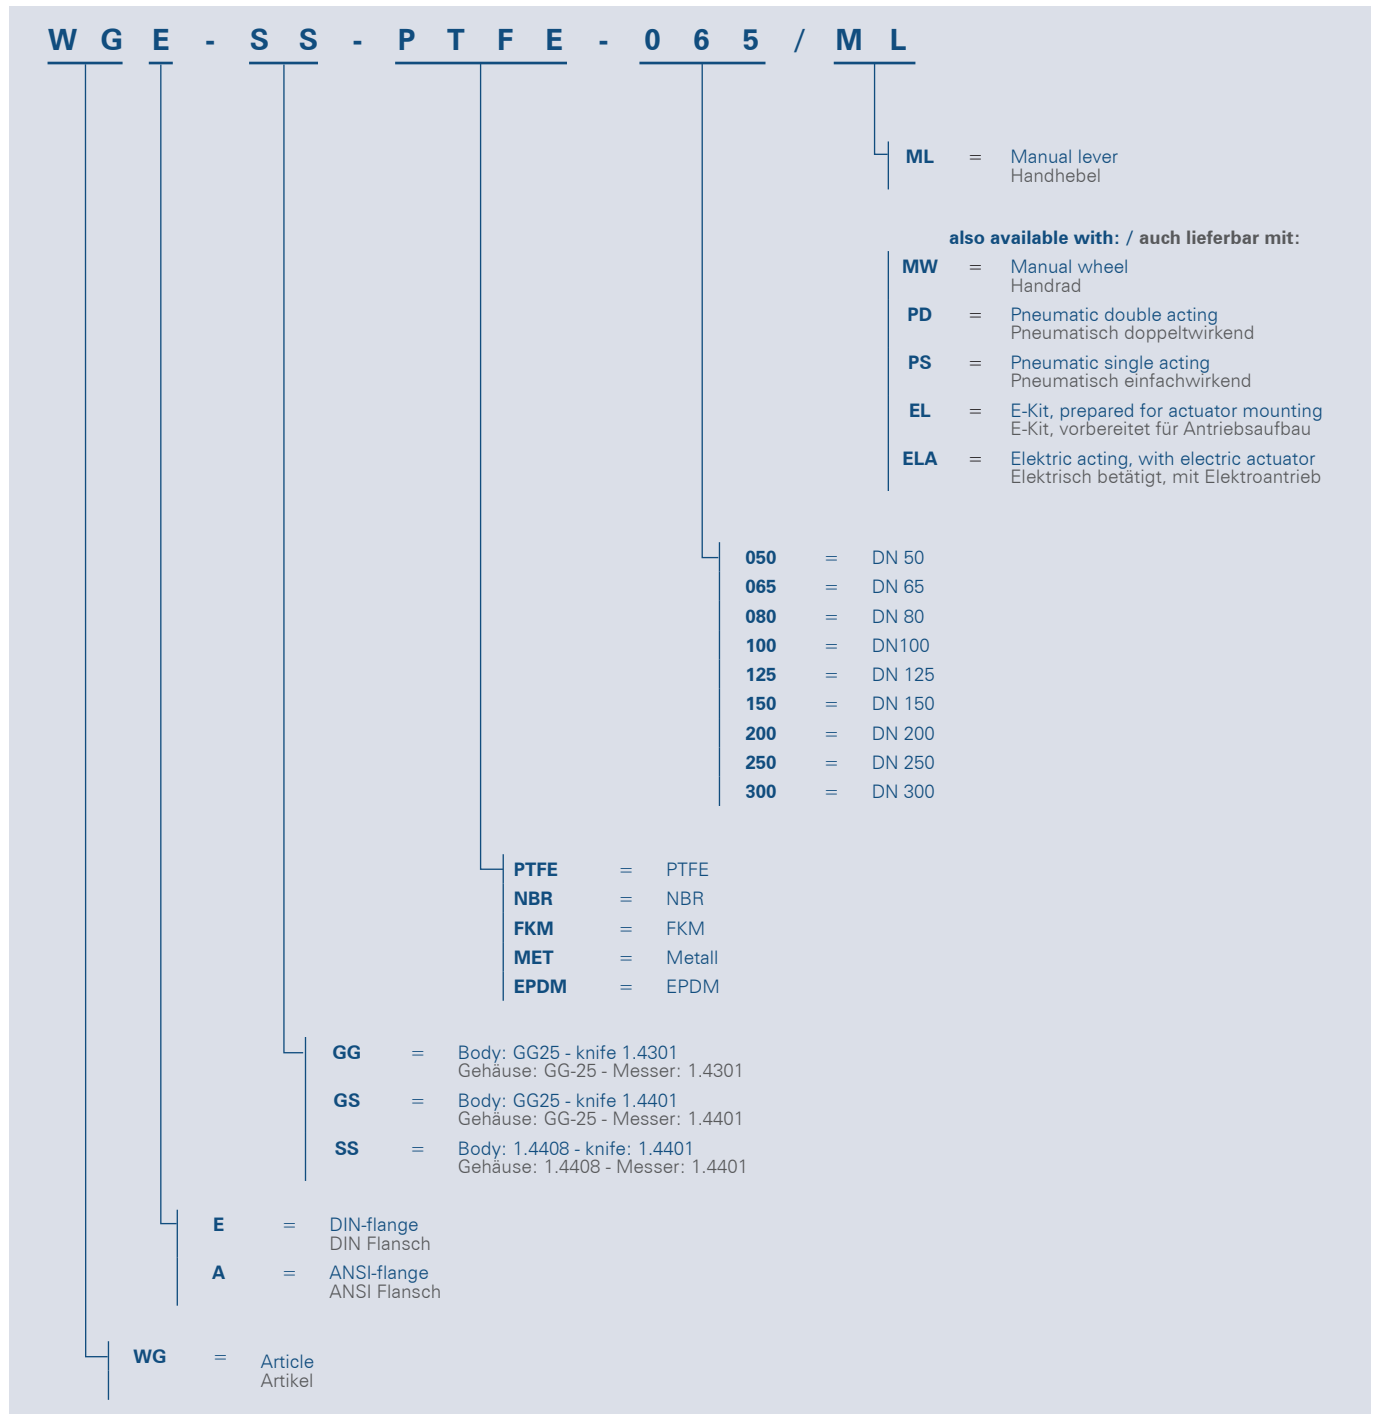 WGE-SS-PTFE-065/ML
ML = Manual lever
Handhebel
also available with: / auch lieferbar mit:
MW = Manual wheel
Handrad
PD = Pneumatic double acting
Pneumatisch doppeltwirkend
PS = Pneumatic single acting
Pneumatisch einfachwirkend
EL = E-Kit, prepared for actuator mounting
E-Kit, vorbereitet für Antriebsaufbau
ELA = Elektric acting, with electric actuator
Elektrisch betätigt, mit Elektroantrieb
050 = DN 50
065 = DN 65
080 = DN 80
100 = DN100
125 = DN 125
150 = DN 150
200 = DN 200
250 = DN 250
300 = DN 300
PTFE = PTFE
NBR = NBR
FKM = FKM
MET = Metall
EPDM = EPDM
GG = Body: GG25 - knife 1.4301
Gehäuse: GG-25 - Messer: 1.4301
GS = Body: GG25 - knife 1.4401
Gehäuse: GG-25 - Messer: 1.4401
SS = Body: 1.4408 - knife: 1.4401
Gehäuse: 1.4408 - Messer: 1.4401
E = DIN-flange
DIN Flansch
A = ANSI-flange
ANSI Flansch
WG = Article
Artikel